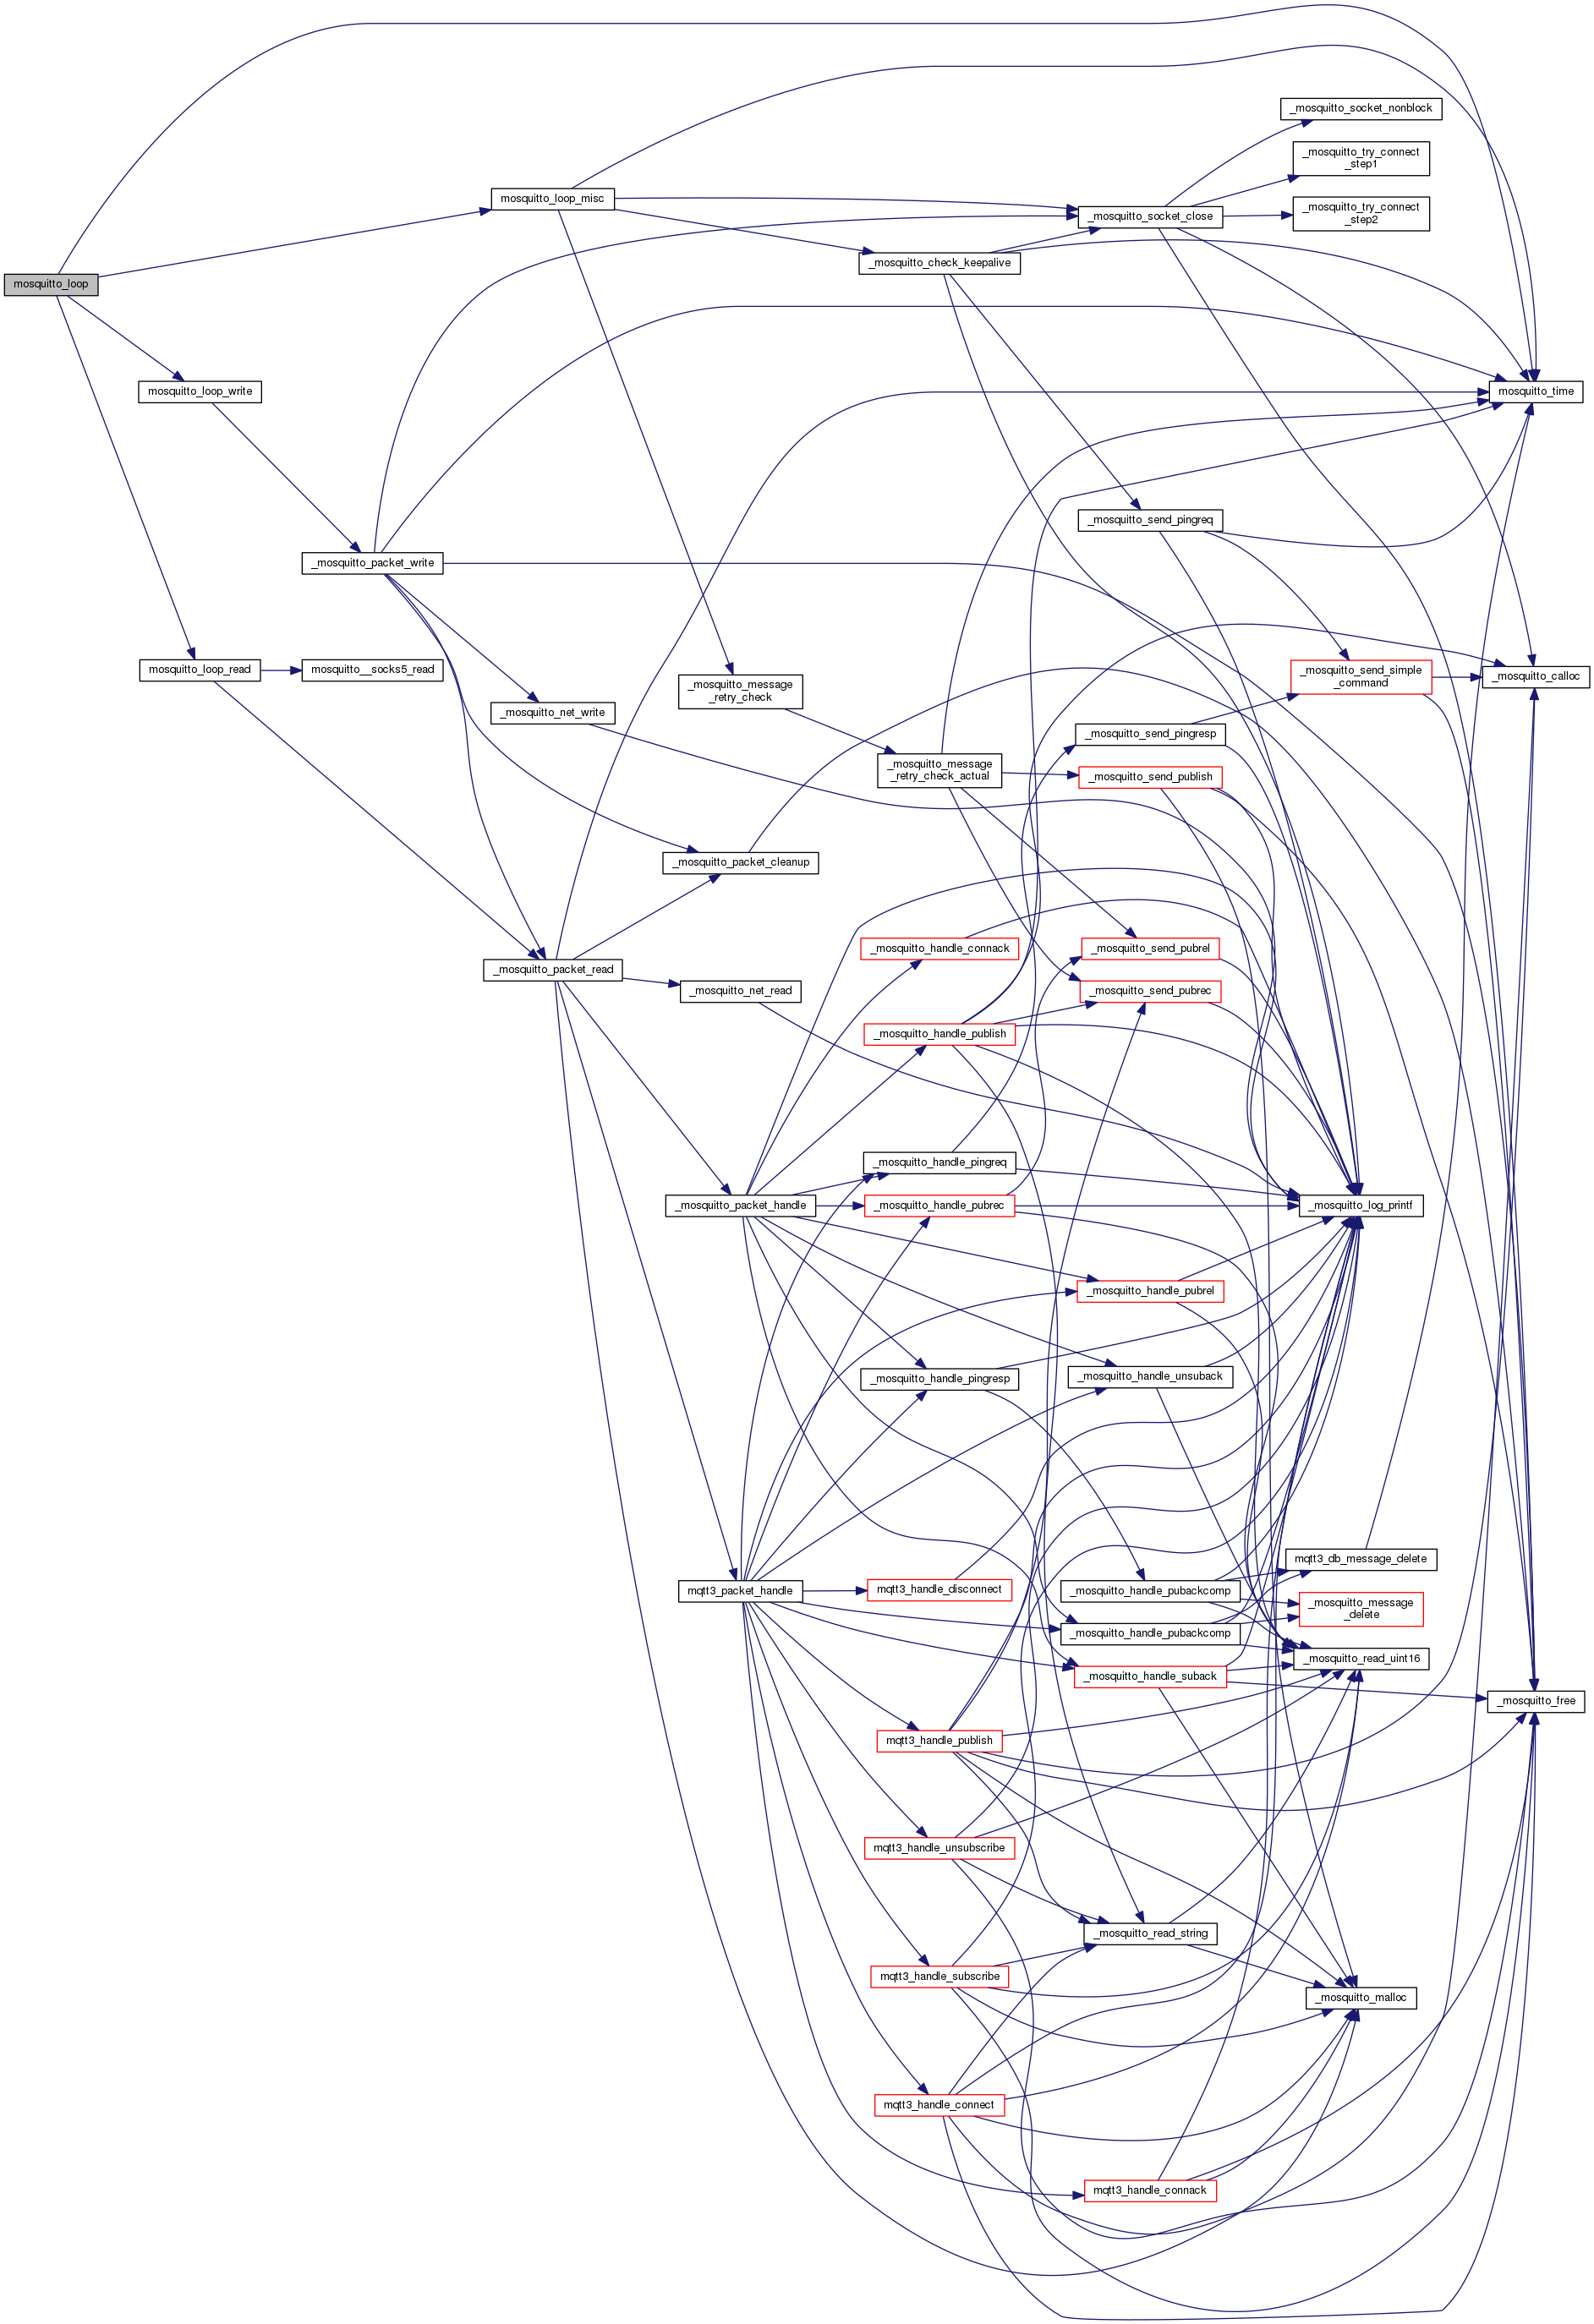 _mosquitto_socket_nonblock
_mosquitto_try_connect
_step1
mosquitto_loop_misc
_mosquitto_socket_close
_mosquitto_try_connect
_step2
_mosquitto_check_keepalive
mosquitto_loop
mosquitto_loop_write
mosquitto_time
_mosquitto_send_pingreq
_mosquitto_packet_write
mosquitto_loop_read
mosquitto__socks5_read
_mosquitto_message
_retry_check
_mosquitto_send_simple
_command
_mosquitto_calloc
_mosquitto_net_write
_mosquitto_send_pingresp
_mosquitto_message
_retry_check_actual
_mosquitto_send_publish
_mosquitto_packet_cleanup
_mosquitto_handle_connack
_mosquitto_send_pubrel
_mosquitto_packet_read
_mosquitto_net_read
_mosquitto_send_pubrec
_mosquitto_handle_publish
_mosquitto_handle_pingreq
_mosquitto_packet_handle
_mosquitto_handle_pubrec
_mosquitto_log_printf
_mosquitto_handle_pubrel
_mosquitto_handle_pingresp
_mosquitto_handle_unsuback
mqtt3_db_message_delete
mqtt3_packet_handle
mqtt3_handle_disconnect
_mosquitto_handle_pubackcomp
_mosquitto_message
_delete
_mosquitto_handle_pubackcomp
_mosquitto_read_uint16
_mosquitto_handle_suback
_mosquitto_free
mqtt3_handle_publish
mqtt3_handle_unsubscribe
_mosquitto_read_string
mqtt3_handle_subscribe
_mosquitto_malloc
mqtt3_handle_connect
mqtt3_handle_connack